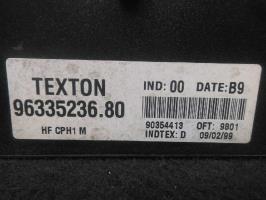 TEXTON
IND: 00 DATE: B9
96335236.80
90354413 OFT: 9801
HF CPH1 M
INDTEX: D 09/02/99